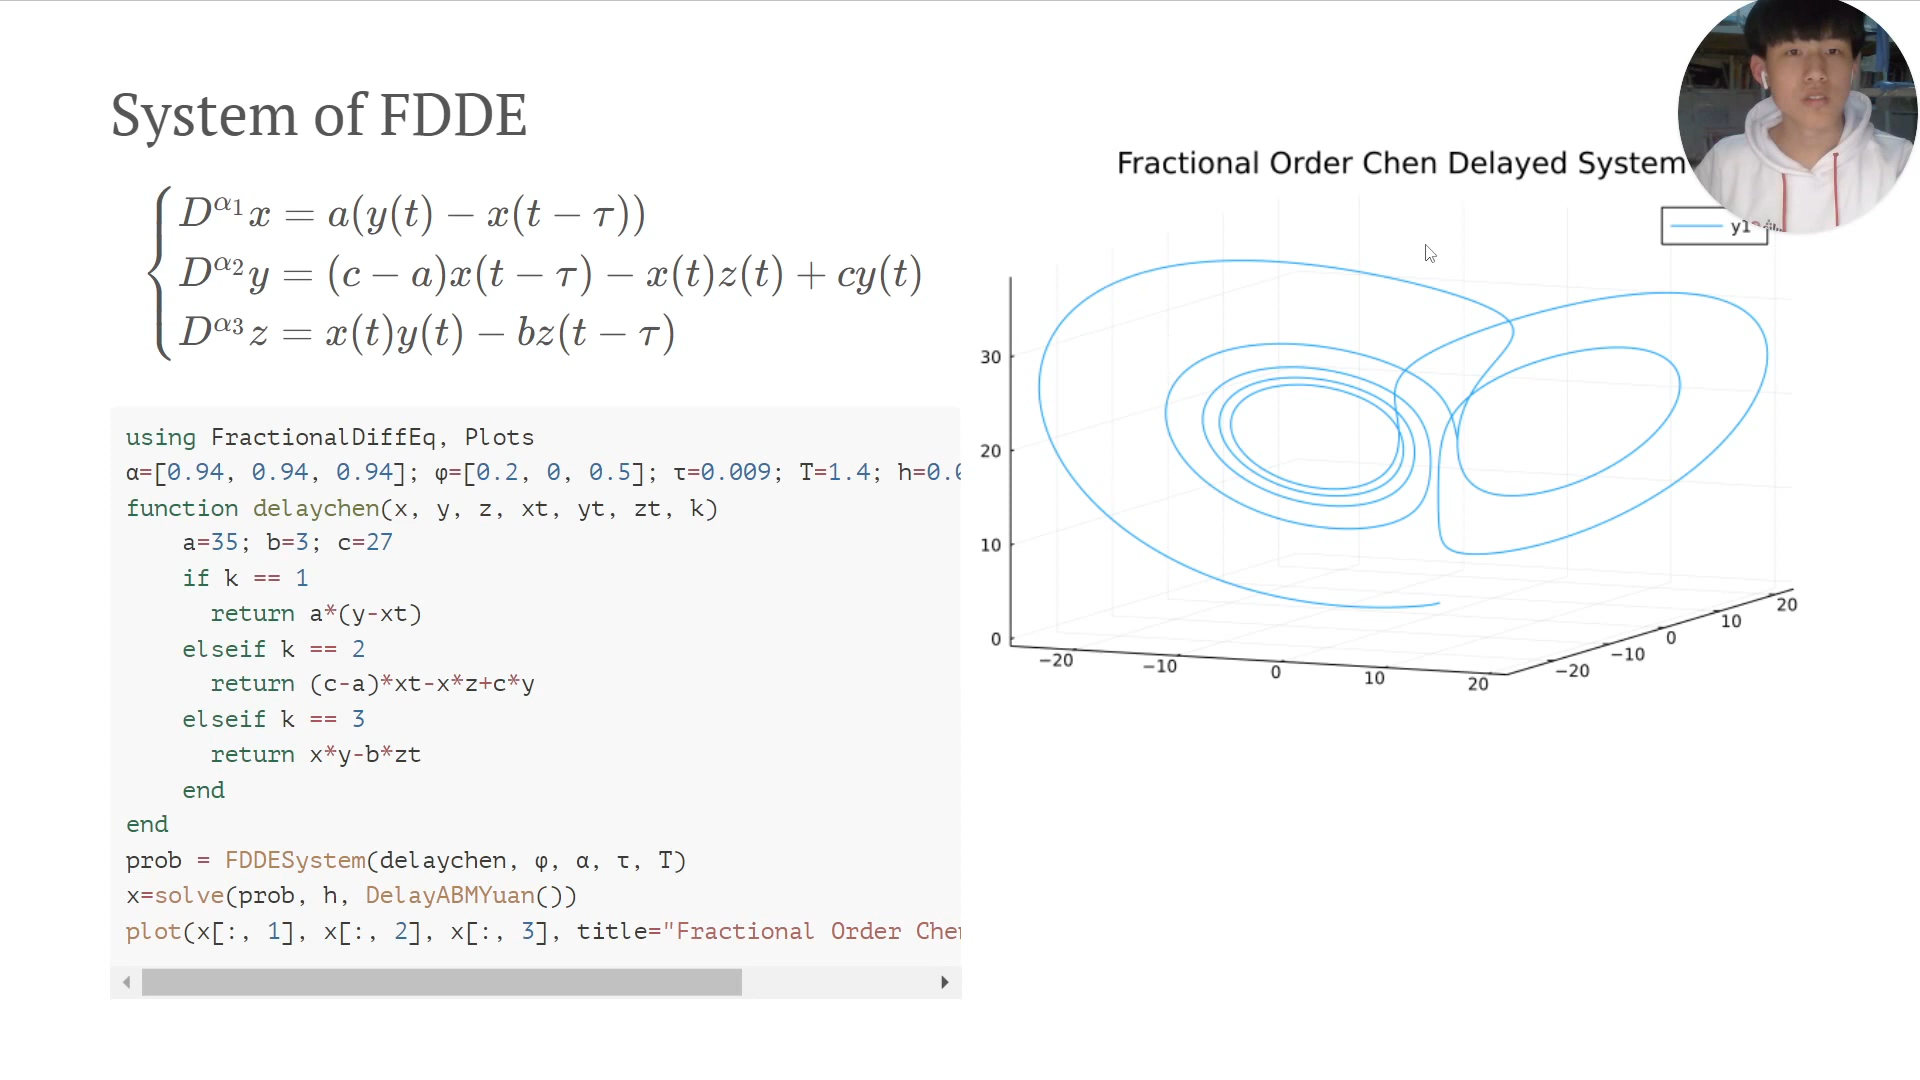 System of FDDE
D^{α1}x = a(y(t) − x(t − τ))
D^{α2}y = (c − a)x(t − τ) − x(t)z(t) + cy(t)
D^{α3}z = x(t)y(t) − bz(t − τ)
using FractionalDiffEq, Plots
α=[0.94, 0.94, 0.94]; φ=[0.2, 0, 0.5]; τ=0.009; T=1.4; h=0.0
function delaychen(x, y, z, xt, yt, zt, k)
    a=35; b=3; c=27
    if k == 1
      return a*(y-xt)
    elseif k == 2
      return (c-a)*xt-x*z+c*y
    elseif k == 3
      return x*y-b*zt
    end
end
prob = FDDESystem(delaychen, φ, α, τ, T)
x=solve(prob, h, DelayABMYuan())
plot(x[:, 1], x[:, 2], x[:, 3], title="Fractional Order Chen
Fractional Order Chen Delayed System
y1
30
20
10
0
−20 −10 0 10 20
−20 −10 0 10 20